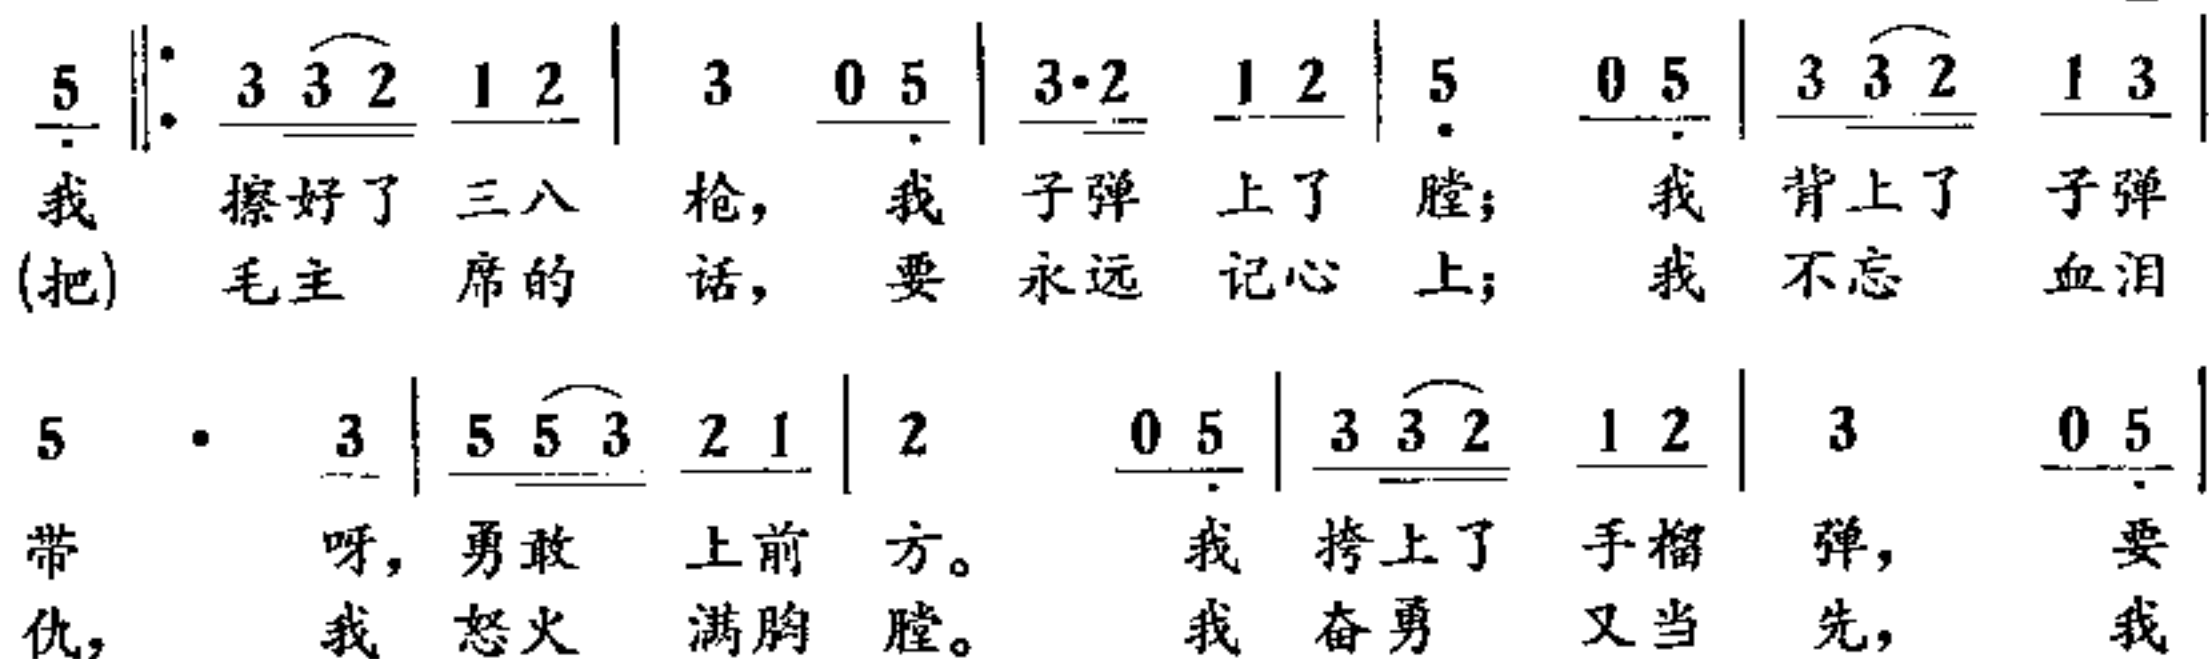 5 ‖: 3 3 2 1 2 | 3 0 5 | 3·2 1 2 | 5 0 5 | 3 3 2 1 3 |
我 擦好了 三八 枪， 我 子弹 上了 膛； 我 背上了 子弹
(把) 毛主 席的 话， 要 永远 记心 上； 我 不忘 血泪
5 · 3 | 5 5 3 2 1 | 2 0 5 | 3 3 2 1 2 | 3 0 5 |
带 呀， 勇敢 上前 方。 我 挎上了 手榴 弹， 要
仇， 我 怒火 满胸 膛。 我 奋勇 又当 先， 我